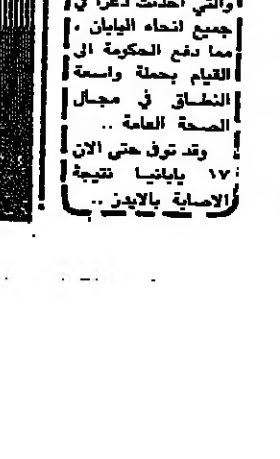 والتي احدثت ذعرا في
جميع انحاء اليابان ،
مما دفع الحكومة الى
القيام بحملة واسعة
النطاق في مجال
الصحة العامة ..
وقد توفى حتى الان
١٧ يابانيا نتيجة
الاصابة بالايدز ..